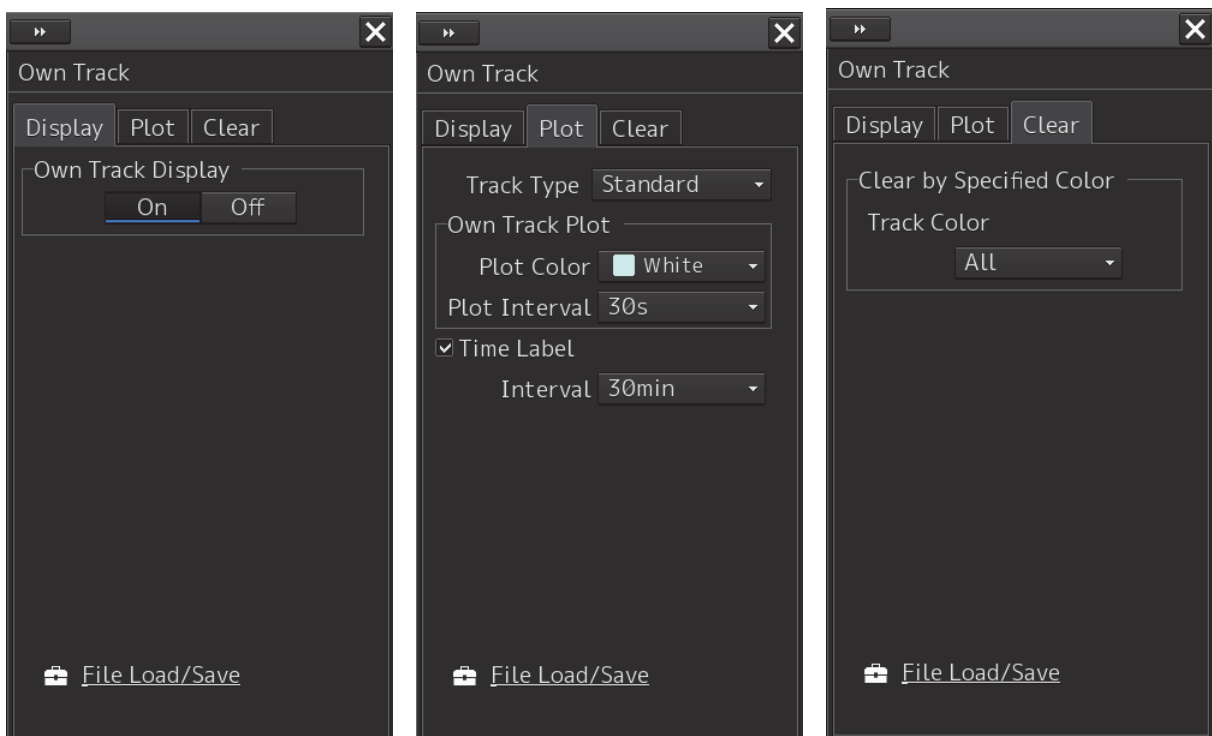 Own Track
Display Plot Clear
Own Track Display
On Off
File Load/Save
Own Track
Display Plot Clear
Track Type Standard
Own Track Plot
Plot Color White
Plot Interval 30s
Time Label
Interval 30min
File Load/Save
Own Track
Display Plot Clear
Clear by Specified Color
Track Color
All
File Load/Save